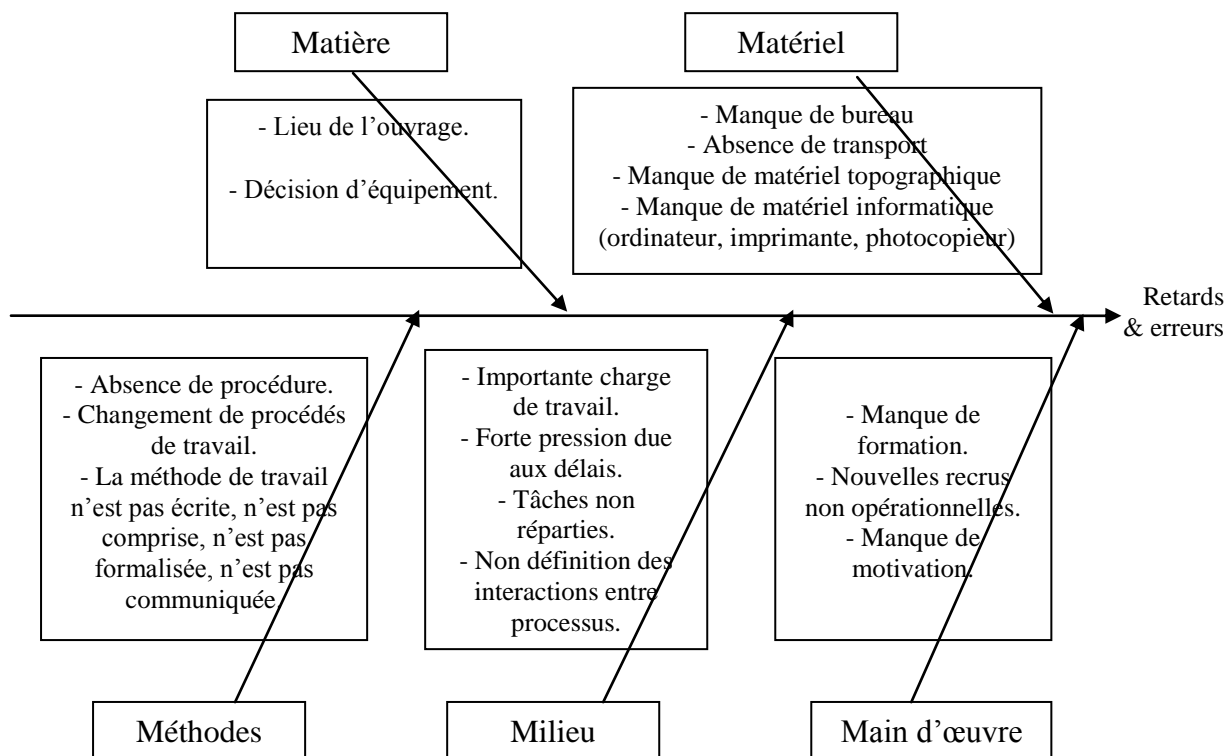 Matière
Matériel
- Lieu de l’ouvrage.
- Décision d’équipement.
- Manque de bureau
- Absence de transport
- Manque de matériel topographique
- Manque de matériel informatique
(ordinateur, imprimante, photocopieur)
Retards
& erreurs
- Absence de procédure.
- Changement de procédés
de travail.
- La méthode de travail
n’est pas écrite, n’est pas
comprise, n’est pas
formalisée, n’est pas
communiquée.
- Importante charge
de travail.
- Forte pression due
aux délais.
- Tâches non
réparties.
- Non définition des
interactions entre
processus.
- Manque de
formation.
- Nouvelles recrus
non opérationnelles.
- Manque de
motivation.
Méthodes
Milieu
Main d’œuvre